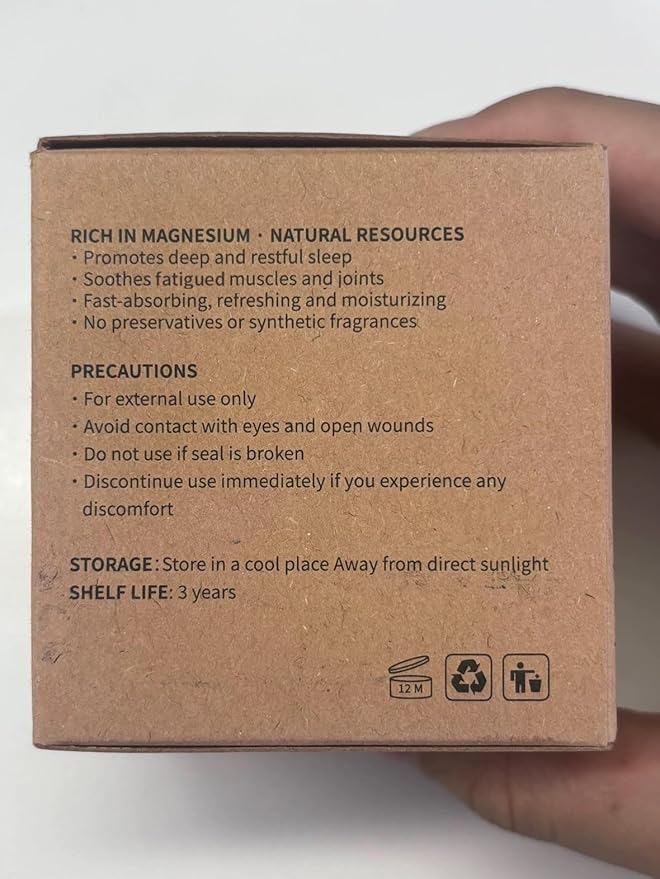 RICH IN MAGNESIUM · NATURAL RESOURCES
· Promotes deep and restful sleep
· Soothes fatigued muscles and joints
· Fast-absorbing, refreshing and moisturizing
· No preservatives or synthetic fragrances
PRECAUTIONS
· For external use only
· Avoid contact with eyes and open wounds
· Do not use if seal is broken
· Discontinue use immediately if you experience any
discomfort
STORAGE: Store in a cool place Away from direct sunlight
SHELF LIFE: 3 years
12 M